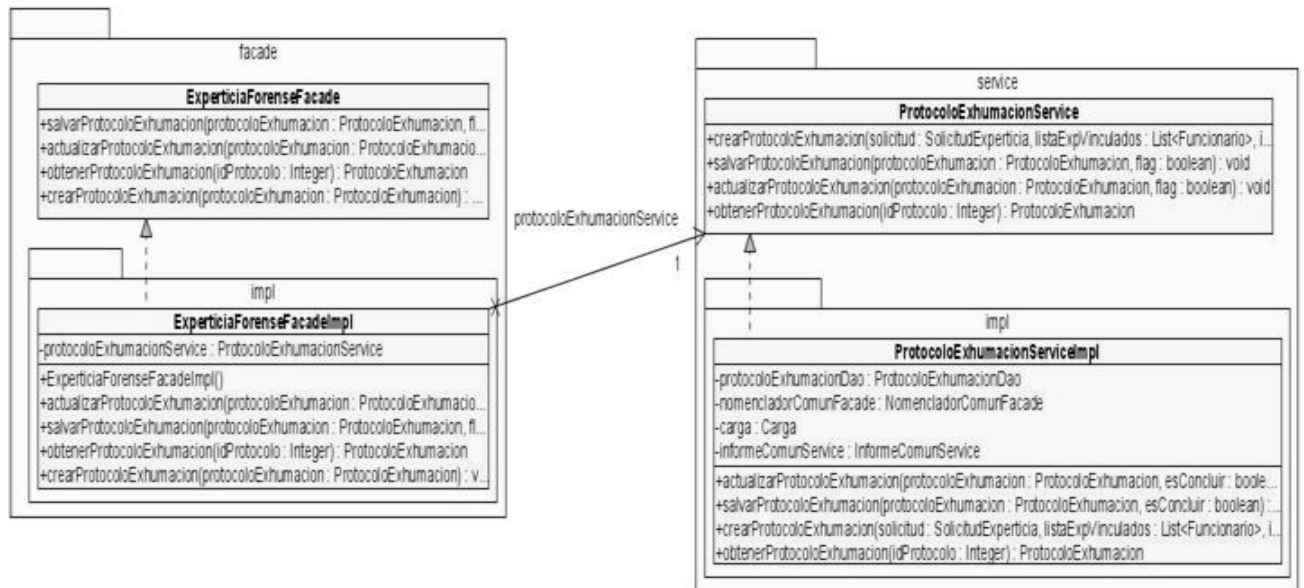 facade
ExperticiaForenseFacade
+salvarProtocoloExhumacion(protocoloExhumacion : ProtocoloExhumacion, fl...
+actualizarProtocoloExhumacion(protocoloExhumacion : ProtocoloExhumacio...
+obtenerProtocoloExhumacion(idProtocolo : Integer) : ProtocoloExhumacion
+crearProtocoloExhumacion(protocoloExhumacion : ProtocoloExhumacion) : ...
impl
ExperticiaForenseFacadeImpl
-protocoloExhumacionService : ProtocoloExhumacionService
+ExperticiaForenseFacadeImpl()
+actualizarProtocoloExhumacion(protocoloExhumacion : ProtocoloExhumacio...
+salvarProtocoloExhumacion(protocoloExhumacion : ProtocoloExhumacion, fl...
+obtenerProtocoloExhumacion(idProtocolo : Integer) : ProtocoloExhumacion
+crearProtocoloExhumacion(protocoloExhumacion : ProtocoloExhumacion) : v...
protocoloExhumacionService
1
service
ProtocoloExhumacionService
+crearProtocoloExhumacion(solicitud : SolicitudExperticia, listaExpVinculados : List<Funcionario>, i...
+salvarProtocoloExhumacion(protocoloExhumacion : ProtocoloExhumacion, flag : boolean) : void
+actualizarProtocoloExhumacion(protocoloExhumacion : ProtocoloExhumacion, flag : boolean) : void
+obtenerProtocoloExhumacion(idProtocolo : Integer) : ProtocoloExhumacion
impl
ProtocoloExhumacionServiceImpl
-protocoloExhumacionDao : ProtocoloExhumacionDao
-nomencladorComunFacade : NomencladorComunFacade
-carga : Carga
-informeComunService : InformeComunService
+actualizarProtocoloExhumacion(protocoloExhumacion : ProtocoloExhumacion, esConcluir : boole...
+salvarProtocoloExhumacion(protocoloExhumacion : ProtocoloExhumacion, esConcluir : boolean) :...
+crearProtocoloExhumacion(solicitud : SolicitudExperticia, listaExpVinculados : List<Funcionario>, i...
+obtenerProtocoloExhumacion(idProtocolo : Integer) : ProtocoloExhumacion